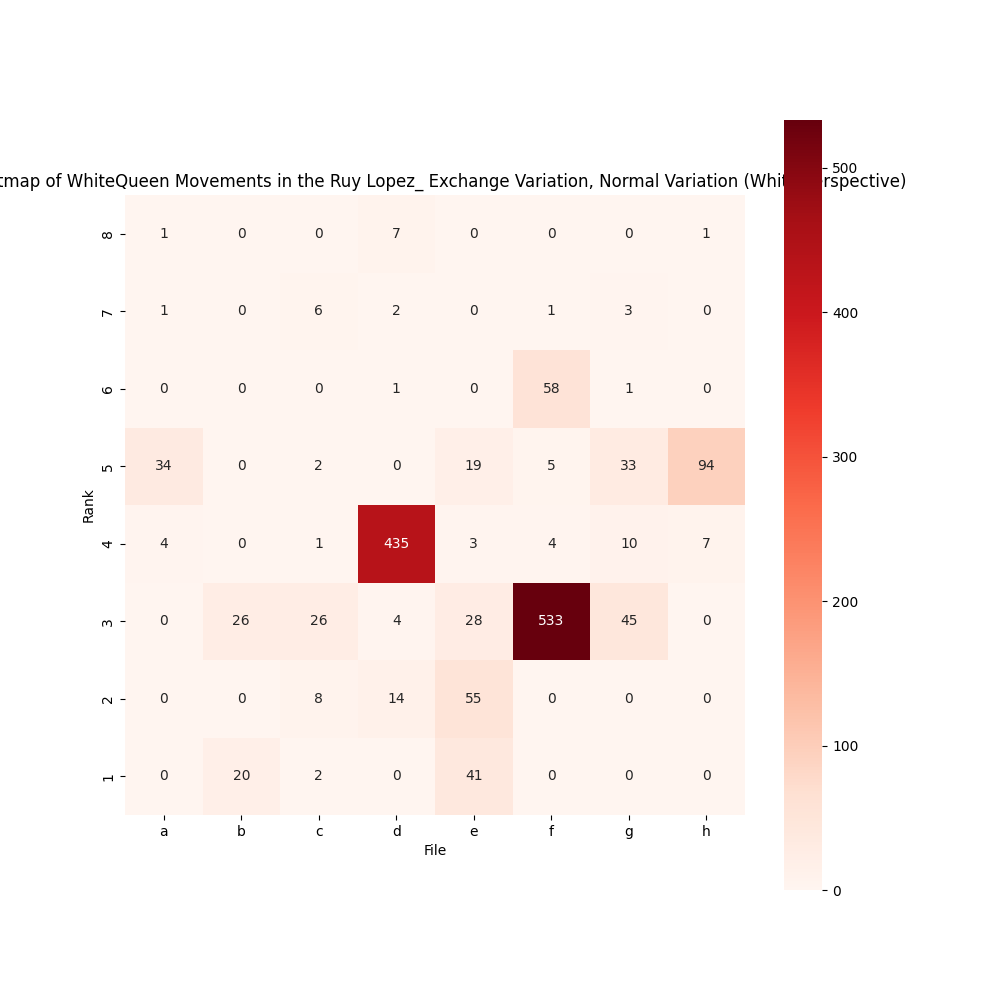 tmap of WhiteQueen Movements in the Ruy Lopez_ Exchange Variation, Normal Variation (Whit erspective)
500
400
300
200
100
0
Rank
8 1 0 0 7 0 0 0 1
7 1 0 6 2 0 1 3 0
6 0 0 0 1 0 58 1 0
5 34 0 2 0 19 5 33 94
4 4 0 1 435 3 4 10 7
3 0 26 26 4 28 533 45 0
2 0 0 8 14 55 0 0 0
1 0 20 2 0 41 0 0 0
a b c d e f g h
File